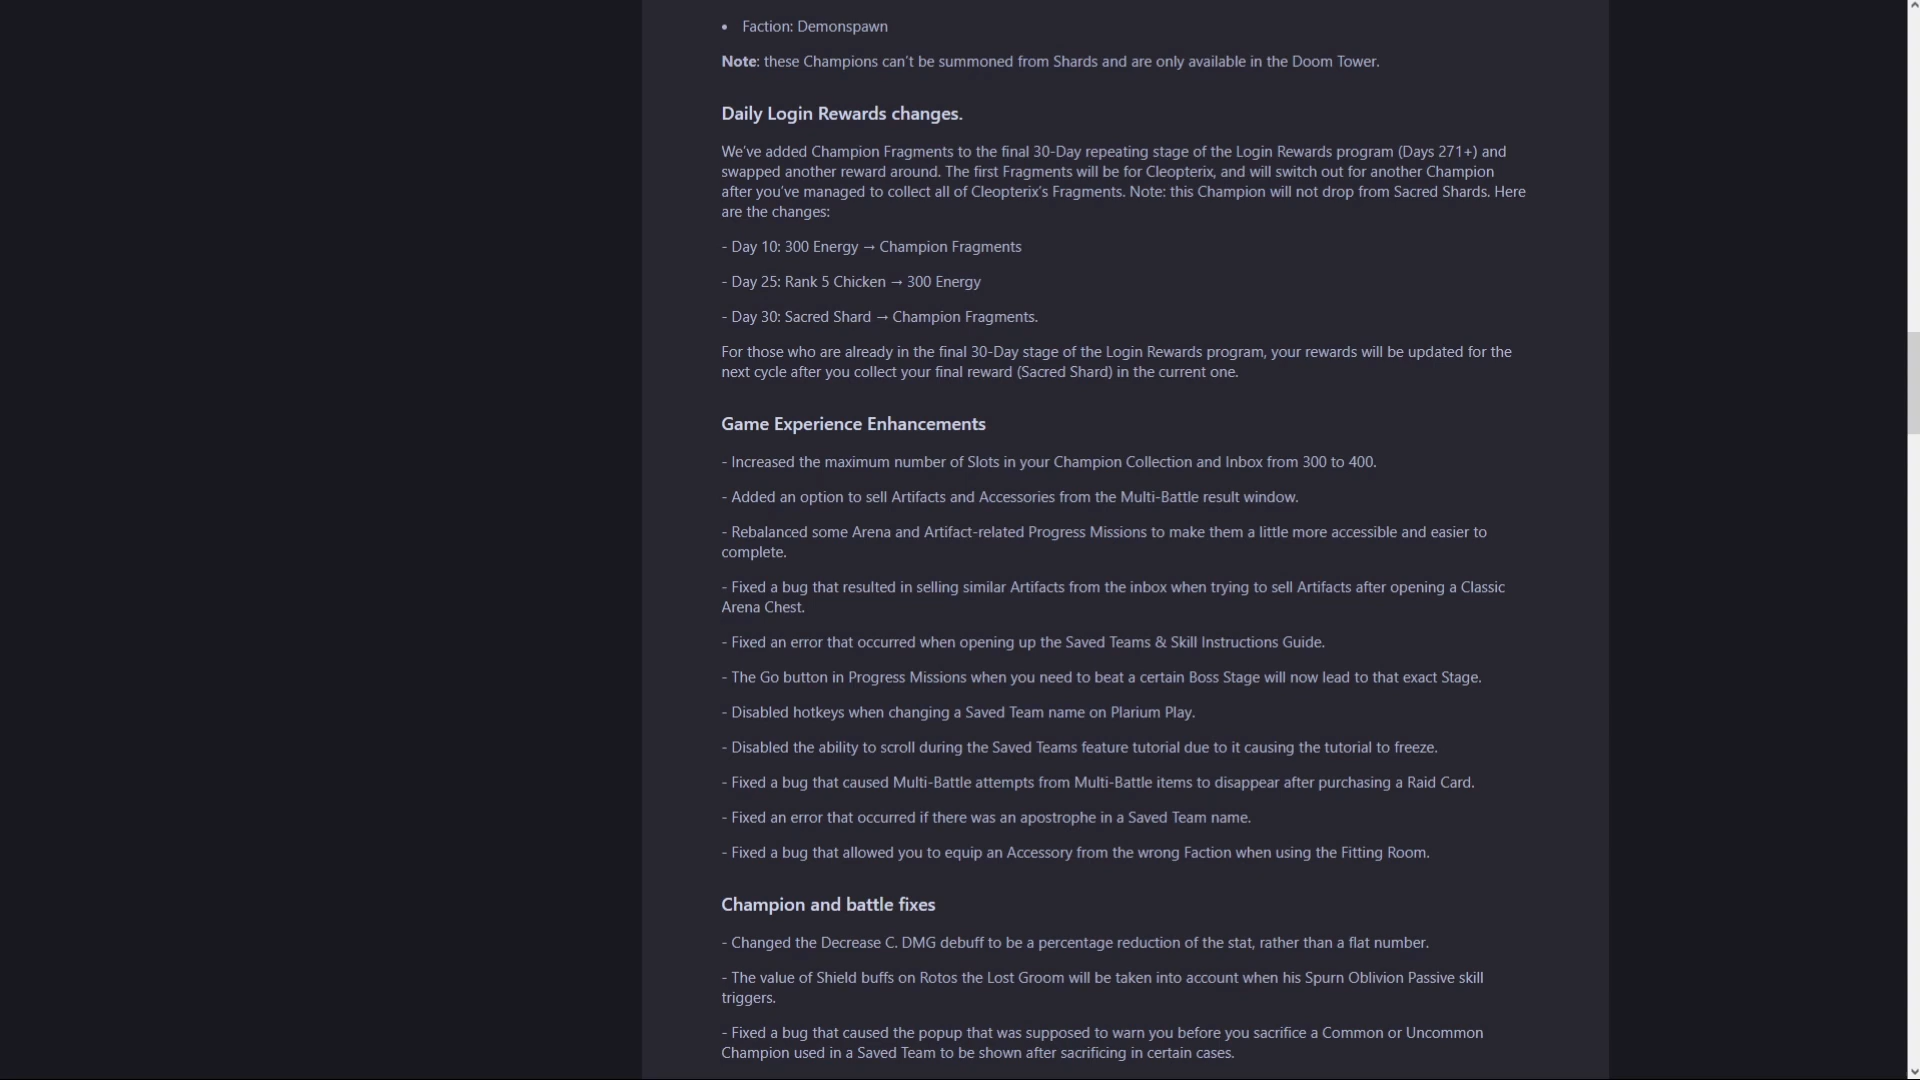 • Faction: Demonspawn
Note: these Champions can't be summoned from Shards and are only available in the Doom Tower.
Daily Login Rewards changes.
We've added Champion Fragments to the final 30-Day repeating stage of the Login Rewards program (Days 271+) and
swapped another reward around. The first Fragments will be for Cleopterix, and will switch out for another Champion
after you've managed to collect all of Cleopterix's Fragments. Note: this Champion will not drop from Sacred Shards. Here
are the changes:
- Day 10: 300 Energy → Champion Fragments
- Day 25: Rank 5 Chicken → 300 Energy
- Day 30: Sacred Shard → Champion Fragments.
For those who are already in the final 30-Day stage of the Login Rewards program, your rewards will be updated for the
next cycle after you collect your final reward (Sacred Shard) in the current one.
Game Experience Enhancements
- Increased the maximum number of Slots in your Champion Collection and Inbox from 300 to 400.
- Added an option to sell Artifacts and Accessories from the Multi-Battle result window.
- Rebalanced some Arena and Artifact-related Progress Missions to make them a little more accessible and easier to
complete.
- Fixed a bug that resulted in selling similar Artifacts from the inbox when trying to sell Artifacts after opening a Classic
Arena Chest.
- Fixed an error that occurred when opening up the Saved Teams & Skill Instructions Guide.
- The Go button in Progress Missions when you need to beat a certain Boss Stage will now lead to that exact Stage.
- Disabled hotkeys when changing a Saved Team name on Plarium Play.
- Disabled the ability to scroll during the Saved Teams feature tutorial due to it causing the tutorial to freeze.
- Fixed a bug that caused Multi-Battle attempts from Multi-Battle items to disappear after purchasing a Raid Card.
- Fixed an error that occurred if there was an apostrophe in a Saved Team name.
- Fixed a bug that allowed you to equip an Accessory from the wrong Faction when using the Fitting Room.
Champion and battle fixes
- Changed the Decrease C. DMG debuff to be a percentage reduction of the stat, rather than a flat number.
- The value of Shield buffs on Rotos the Lost Groom will be taken into account when his Spurn Oblivion Passive skill
triggers.
- Fixed a bug that caused the popup that was supposed to warn you before you sacrifice a Common or Uncommon
Champion used in a Saved Team to be shown after sacrificing in certain cases.